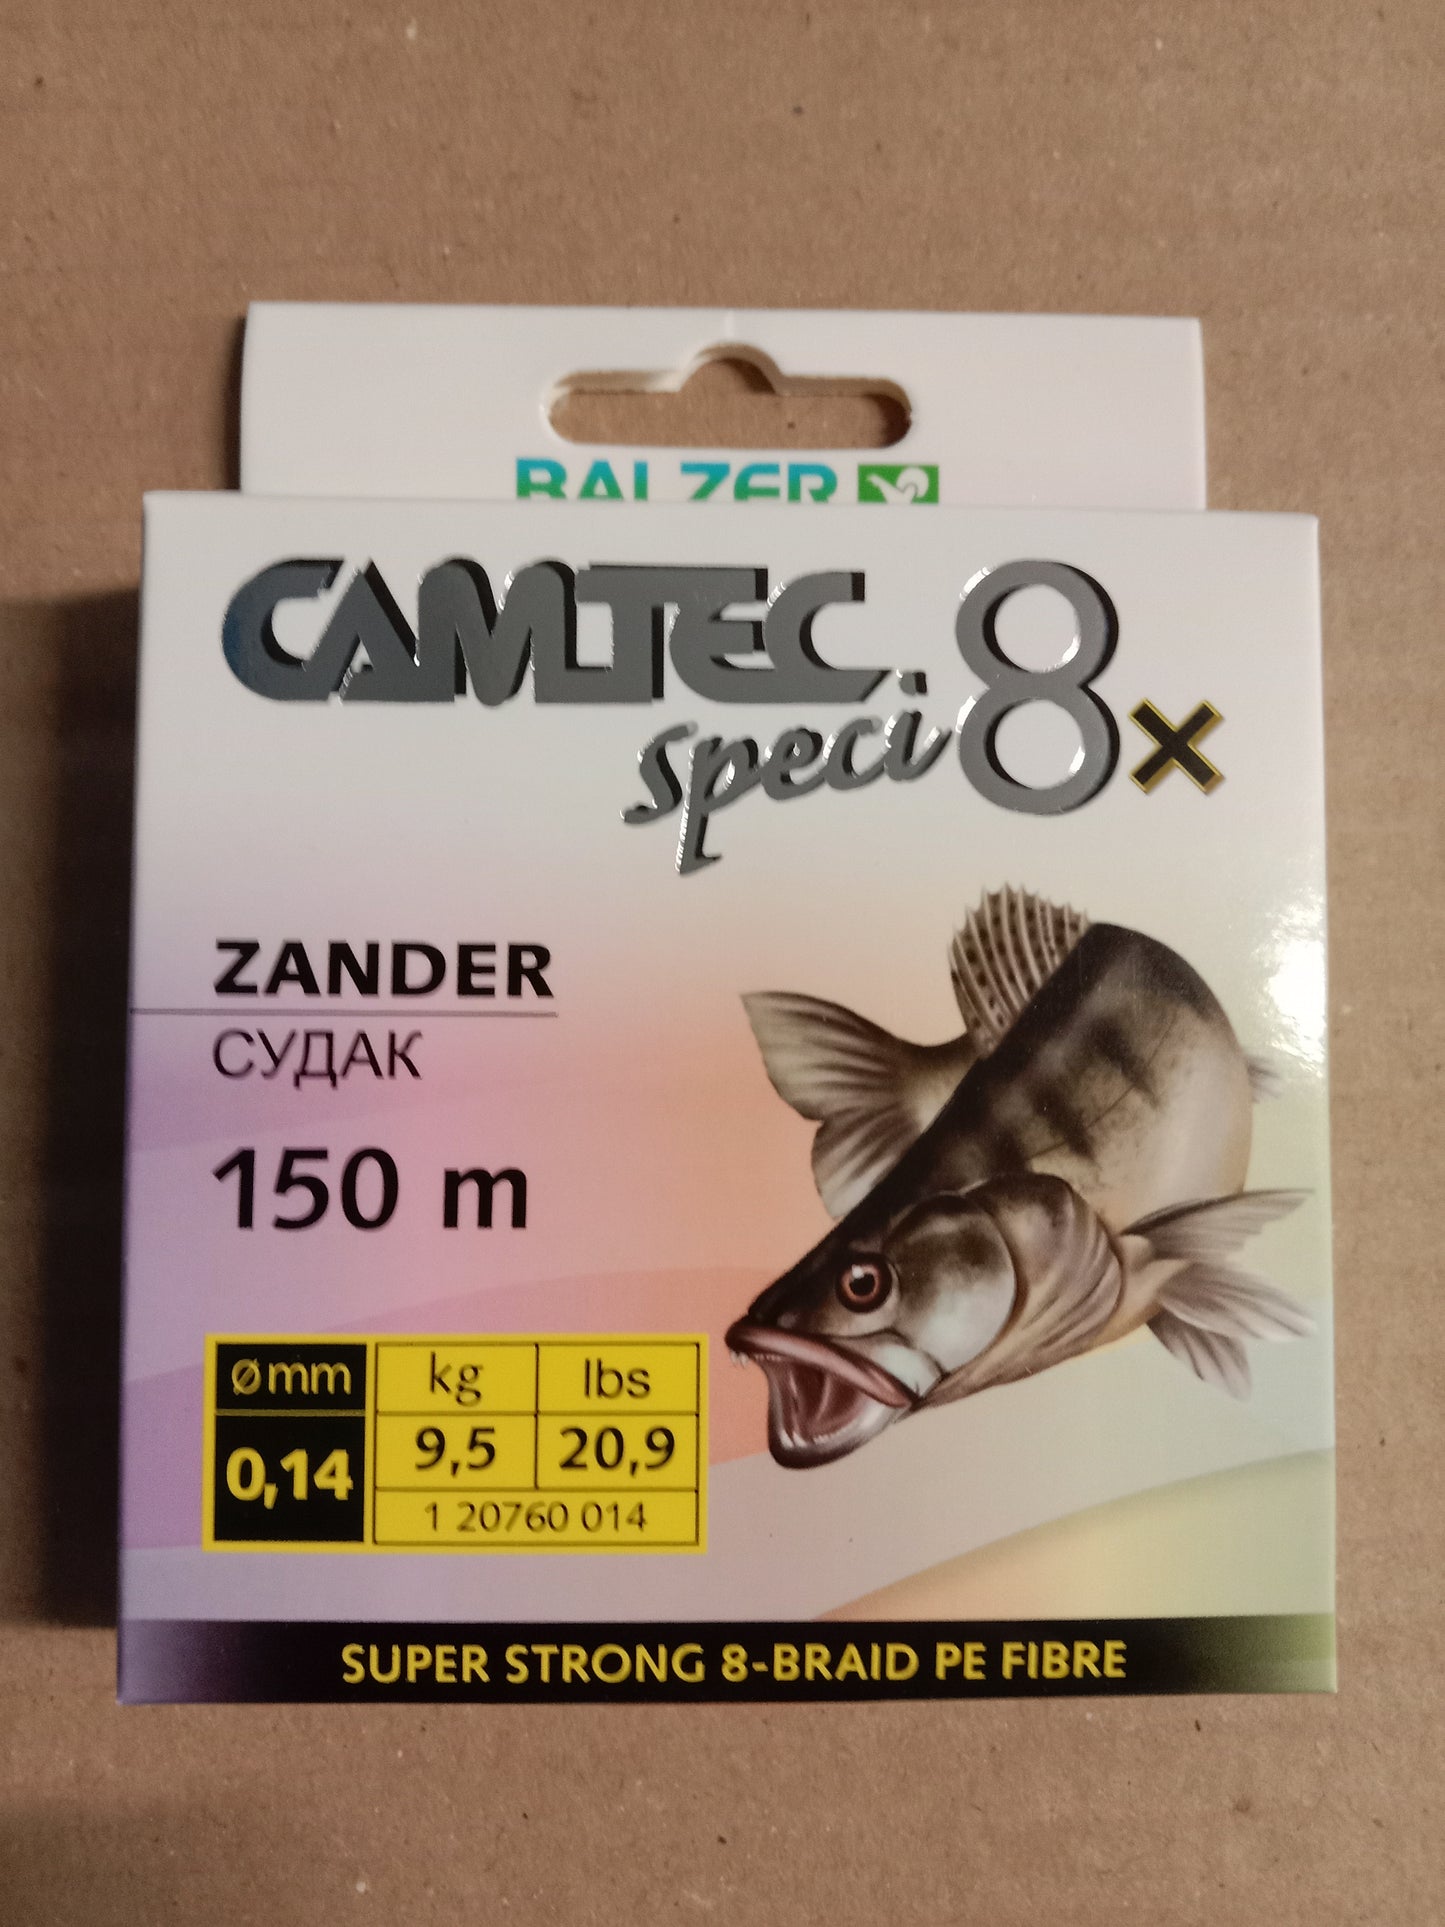 BALZER
CAMTEC
speci 8x
ZANDER
СУДАК
150 m
ømm kg lbs
0,14 9,5 20,9
1 20760 014
SUPER STRONG 8-BRAID PE FIBRE